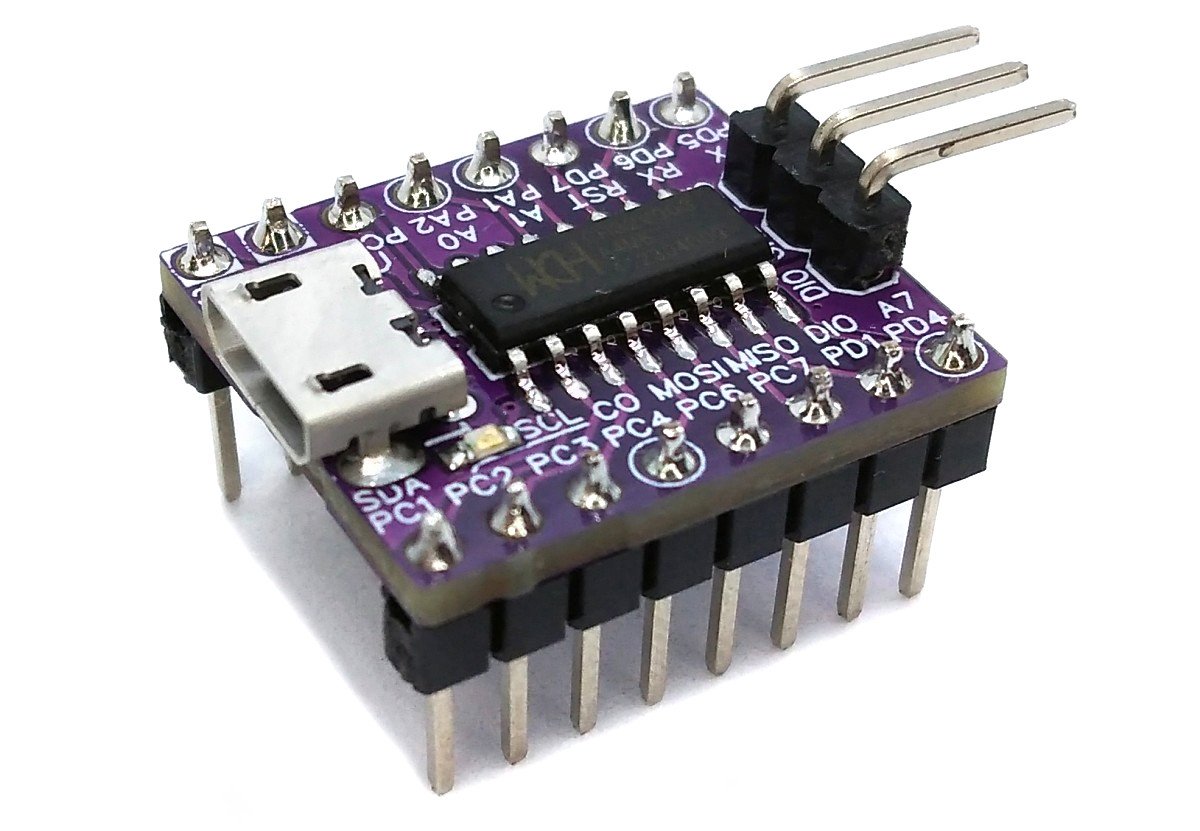 PD5 PD6 PD7 PA1 PA2
RX RST A1 A0
WCH
DIO
A7
SCL CO MOSI MISO DIO
SDA
PC1 PC2 PC3 PC4 PC6 PC7 PD1 PD4